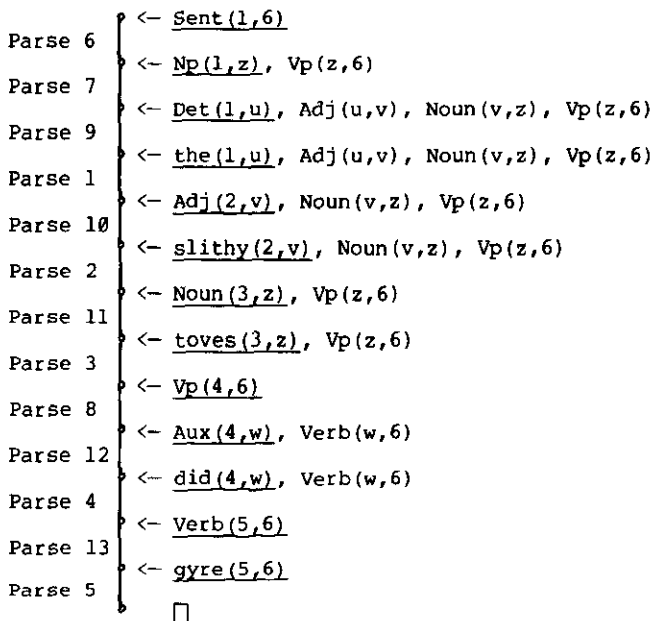 <- Sent(1,6)
Parse 6
<- Np(1,z), Vp(z,6)
Parse 7
<- Det(1,u), Adj(u,v), Noun(v,z), Vp(z,6)
Parse 9
<- the(1,u), Adj(u,v), Noun(v,z), Vp(z,6)
Parse 1
<- Adj(2,v), Noun(v,z), Vp(z,6)
Parse 10
<- slithy(2,v), Noun(v,z), Vp(z,6)
Parse 2
<- Noun(3,z), Vp(z,6)
Parse 11
<- toves(3,z), Vp(z,6)
Parse 3
<- Vp(4,6)
Parse 8
<- Aux(4,w), Verb(w,6)
Parse 12
<- did(4,w), Verb(w,6)
Parse 4
<- Verb(5,6)
Parse 13
<- gyre(5,6)
Parse 5